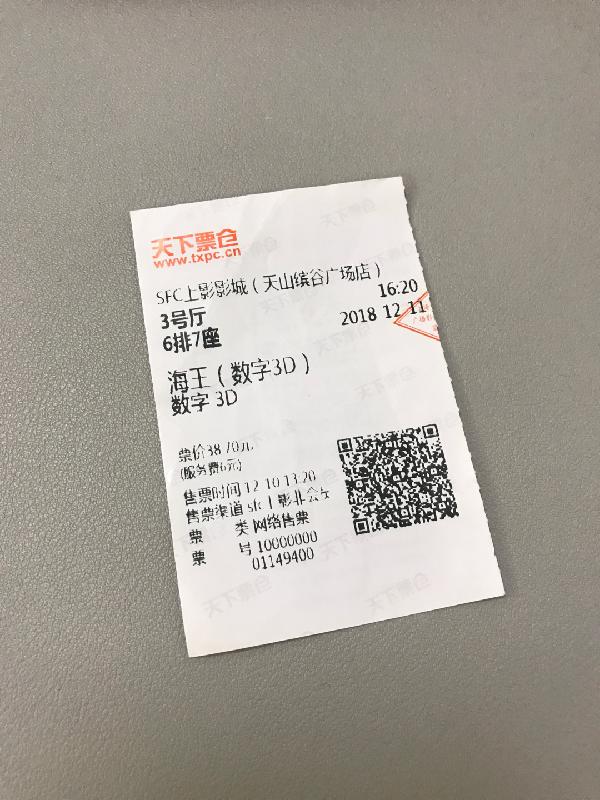 天下票仓
www.txpc.cn
SFC上影影城（天山缤谷广场店）
3号厅 16:20
6排7座 2018 12 11
海王（数字3D）
数字 3D
票价38.70元
(服务费6元)
售票时间 12-10 13:20
售票渠道 sfc上影非会员
票 类 网络售票
票 号 10000000
01149400